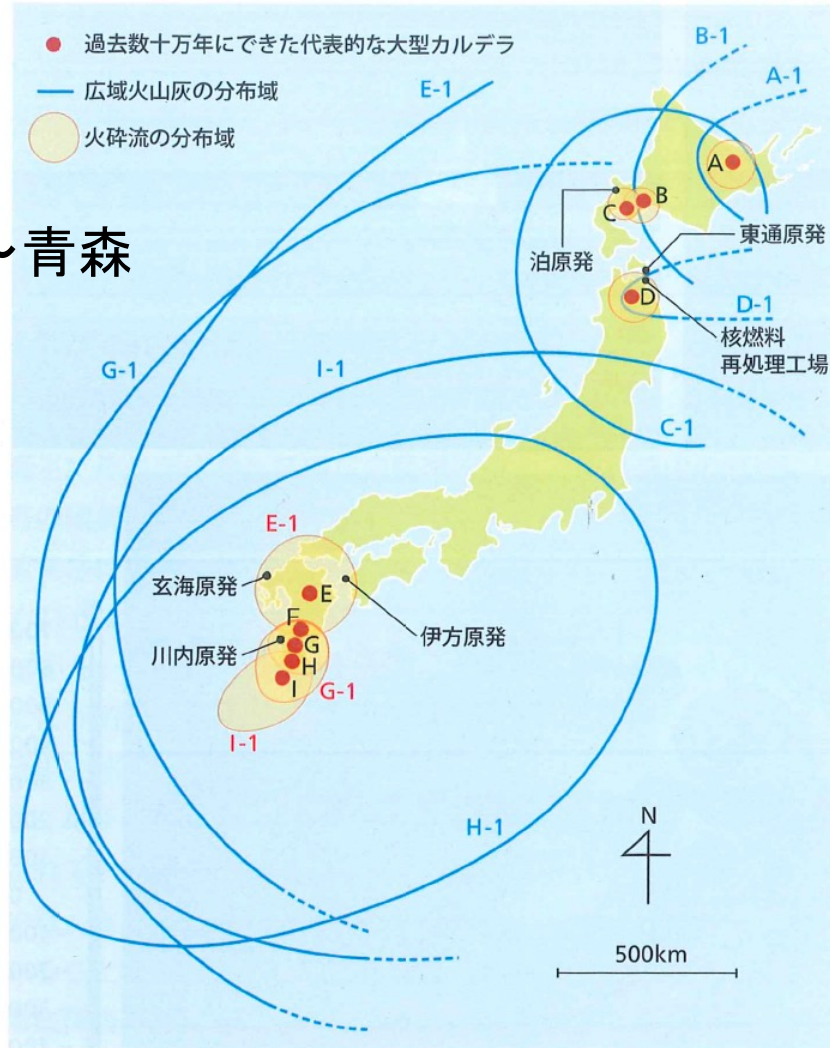 過去数十万年にできた代表的な大型カルデラ
広域火山灰の分布域
火砕流の分布域
〜青森
B-1
A-1
E-1
A
B
C
泊原発
東通原発
D
D-1
核燃料
再処理工場
G-1
I-1
C-1
E-1
玄海原発
E
伊方原発
F
川内原発
G
H
I
G-1
I-1
H-1
N
500km